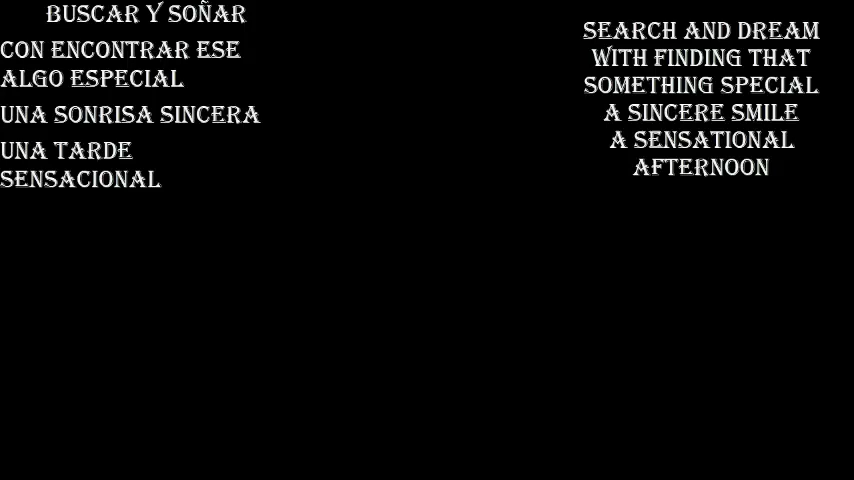 BUSCAR Y SOÑAR
CON ENCONTRAR ESE
ALGO ESPECIAL
UNA SONRISA SINCERA
UNA TARDE
SENSACIONAL
SEARCH AND DREAM
WITH FINDING THAT
SOMETHING SPECIAL
A SINCERE SMILE
A SENSATIONAL
AFTERNOON